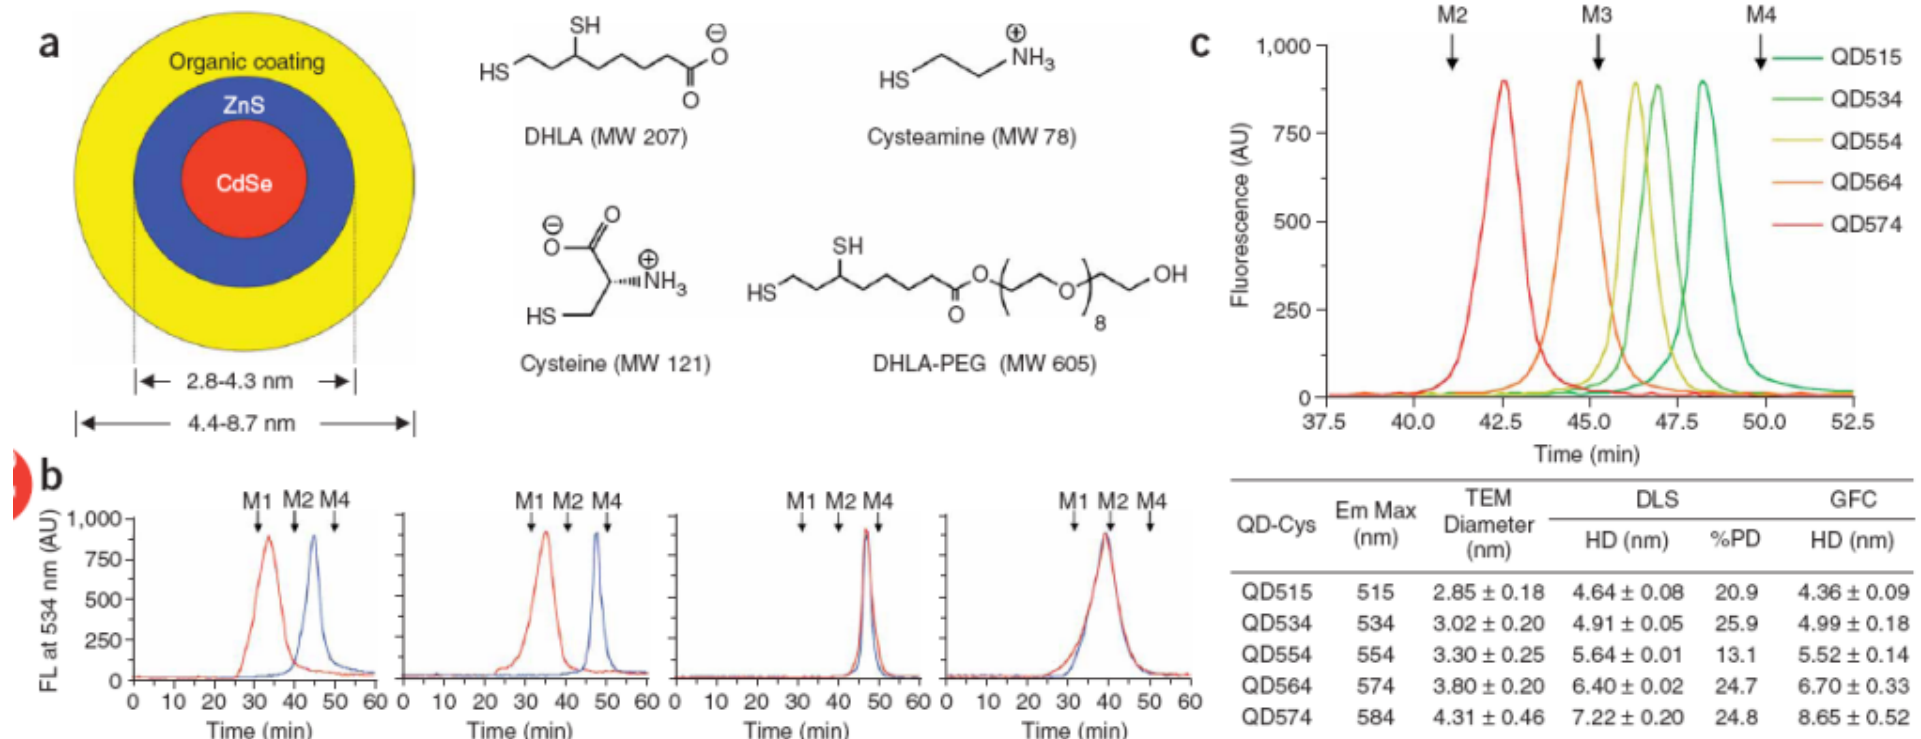 a
Organic coating
ZnS
CdSe
2.8-4.3 nm
4.4-8.7 nm
SH
HS
O
⊖
O
DHLA (MW 207)
HS
⊕
NH3
Cysteamine (MW 78)
⊖
O
O
⊕
NH3
HS
Cysteine (MW 121)
SH
HS
O
O
O
8
OH
DHLA-PEG (MW 605)
b
FL at 534 nm (AU)
1,000
750
500
250
0
M1 M2 M4
0 10 20 30 40 50 60
Time (min)
M1 M2 M4
0 10 20 30 40 50 60
Time (min)
M1 M2 M4
0 10 20 30 40 50 60
Time (min)
M1 M2 M4
0 10 20 30 40 50 60
Time (min)
c
M2 M3 M4
Fluorescence (AU)
1,000
750
500
250
0
37.5 40.0 42.5 45.0 47.5 50.0 52.5
Time (min)
QD515
QD534
QD554
QD564
QD574
QD-Cys Em Max (nm) TEM Diameter (nm) DLS GFC
HD (nm) %PD HD (nm)
QD515 515 2.85 ± 0.18 4.64 ± 0.08 20.9 4.36 ± 0.09
QD534 534 3.02 ± 0.20 4.91 ± 0.05 25.9 4.99 ± 0.18
QD554 554 3.30 ± 0.25 5.64 ± 0.01 13.1 5.52 ± 0.14
QD564 574 3.80 ± 0.20 6.40 ± 0.02 24.7 6.70 ± 0.33
QD574 584 4.31 ± 0.46 7.22 ± 0.20 24.8 8.65 ± 0.52